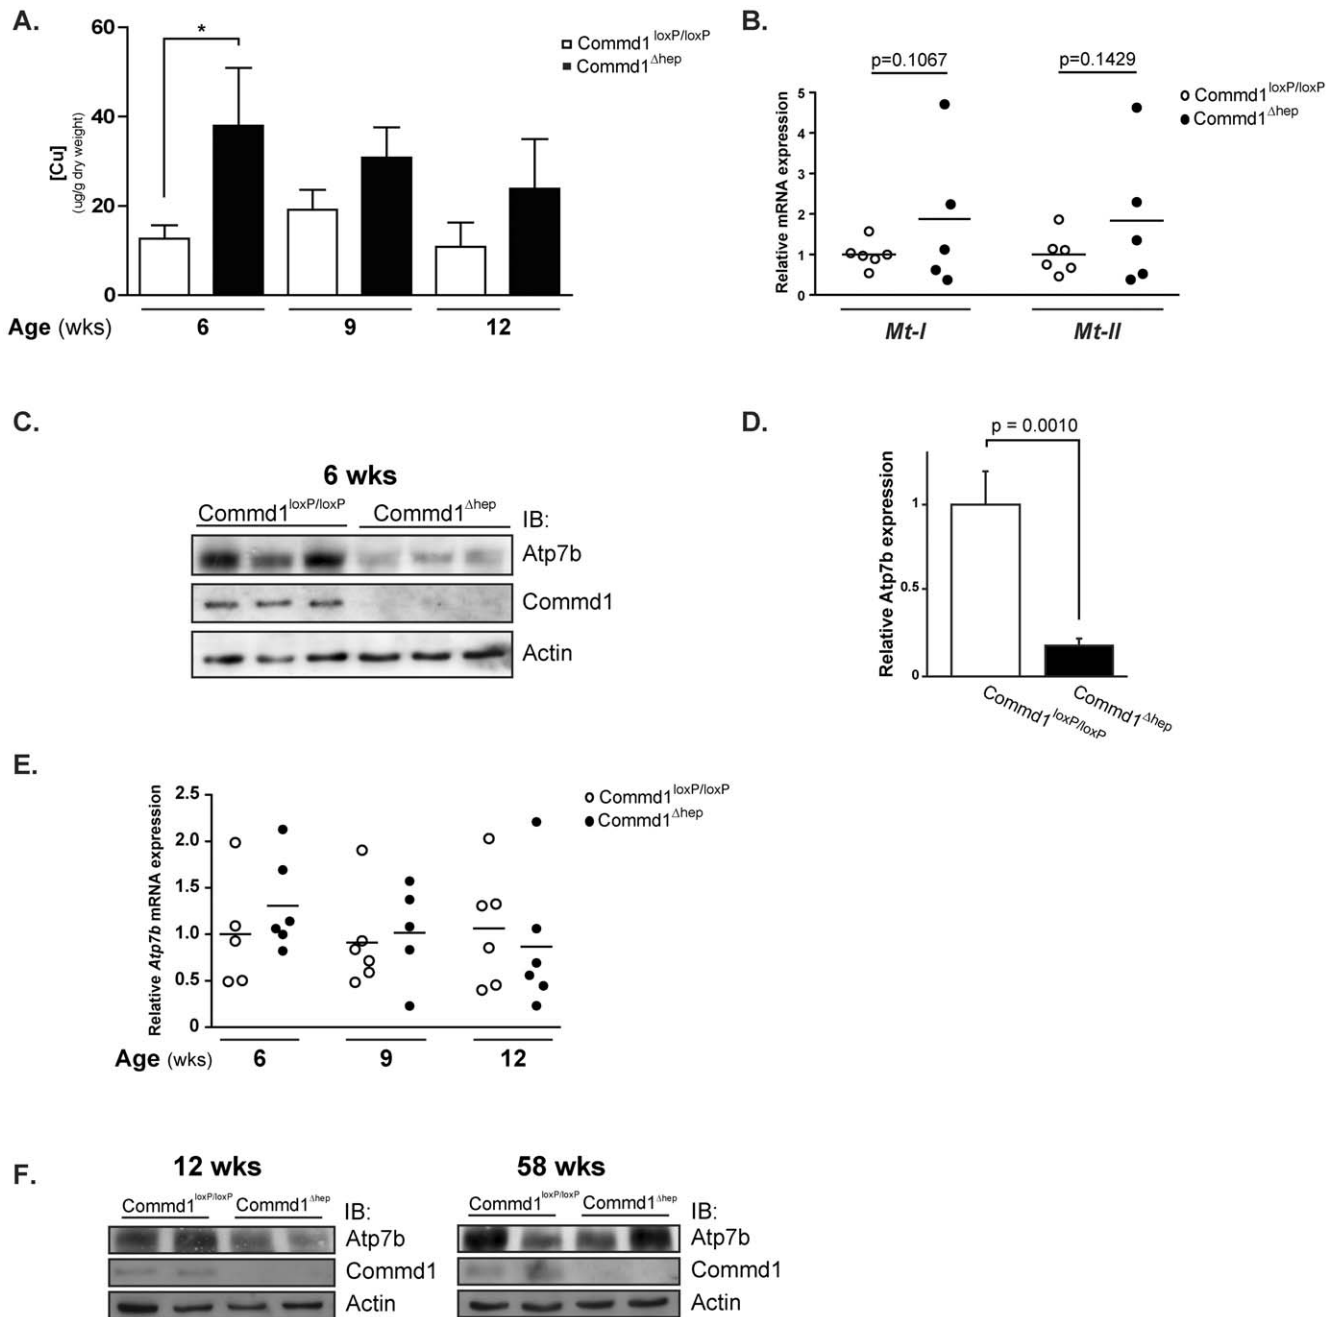 A.
60
40
20
0
[Cu]
(ug/g dry weight)
*
Commd1 loxP/loxP
Commd1 Δhep
Age (wks)
6
9
12
B.
p=0.1067
p=0.1429
Commd1 loxP/loxP
Commd1 Δhep
Relative mRNA expression
5
4
3
2
1
0
Mt-I
Mt-II
C.
6 wks
Commd1 loxP/loxP
Commd1 Δhep
IB:
Atp7b
Commd1
Actin
D.
p = 0.0010
Relative Atp7b expression
1
0.5
0
Commd1 loxP/loxP
Commd1 Δhep
E.
Relative Atp7b mRNA expression
2.5
2.0
1.5
1.0
0.5
0
Commd1 loxP/loxP
Commd1 Δhep
Age (wks)
6
9
12
F.
12 wks
Commd1 loxP/loxP
Commd1 Δhep
IB:
Atp7b
Commd1
Actin
58 wks
Commd1 loxP/loxP
Commd1 Δhep
IB:
Atp7b
Commd1
Actin